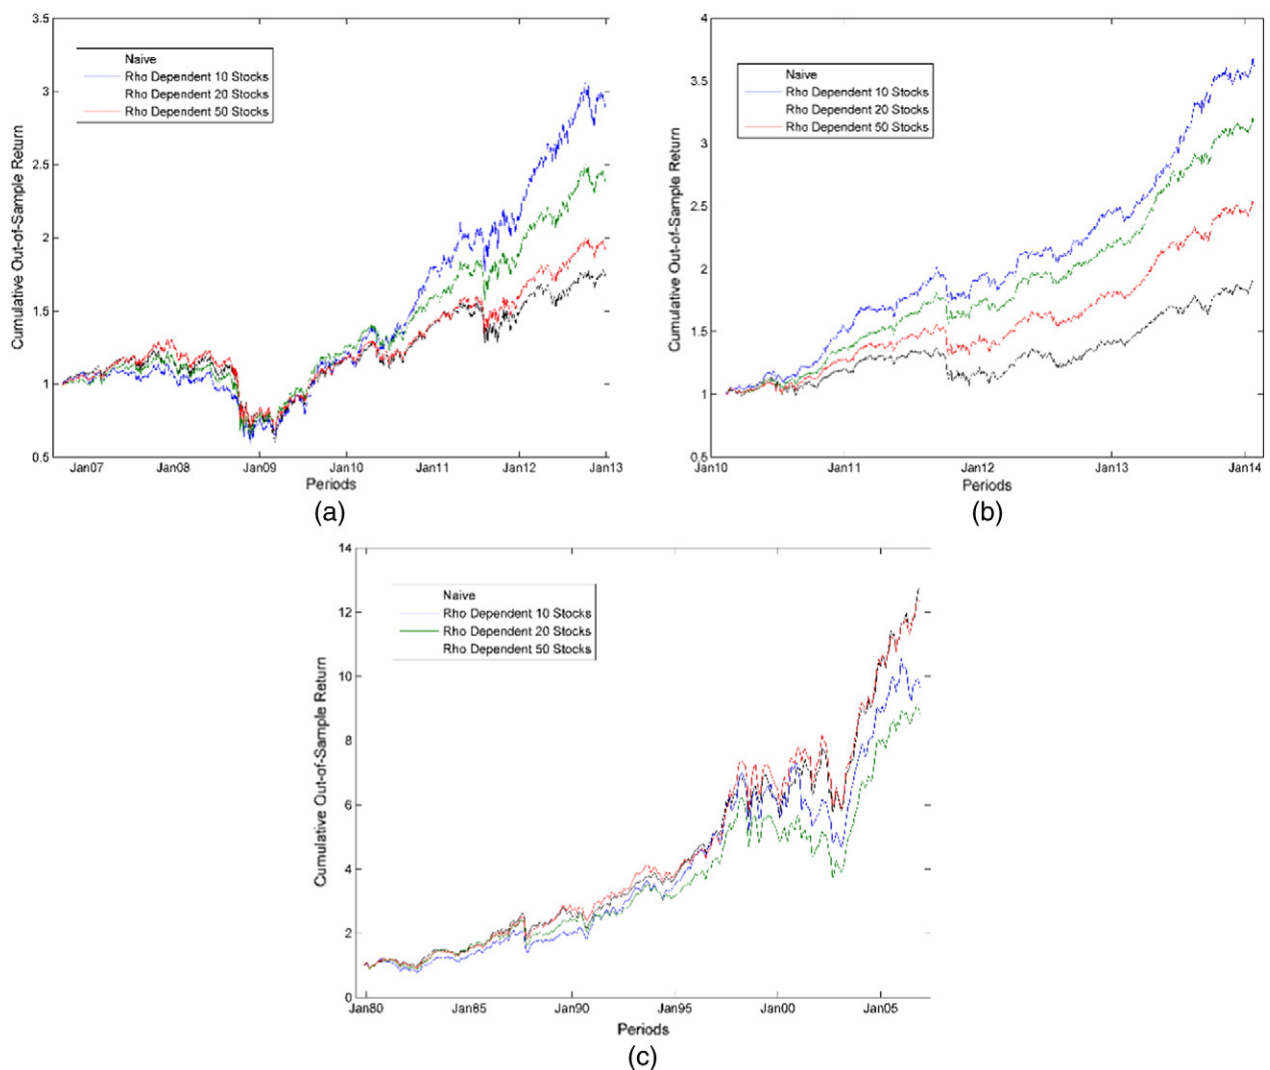 3.5
3
2.5
2
1.5
1
0.5
Cumulative Out-of-Sample Return
Naive
Rho Dependent 10 Stocks
Rho Dependent 20 Stocks
Rho Dependent 50 Stocks
Jan07 Jan08 Jan09 Jan10 Jan11 Jan12 Jan13
Periods
(a)
4
3.5
3
2.5
2
1.5
1
0.5
Cumulative Out-of-Sample Return
Naive
Rho Dependent 10 Stocks
Rho Dependent 20 Stocks
Rho Dependent 50 Stocks
Jan10 Jan11 Jan12 Jan13 Jan14
Periods
(b)
14
12
10
8
6
4
2
0
Cumulative Out-of-Sample Return
Naive
Rho Dependent 10 Stocks
Rho Dependent 20 Stocks
Rho Dependent 50 Stocks
Jan80 Jan85 Jan90 Jan95 Jan00 Jan05
Periods
(c)